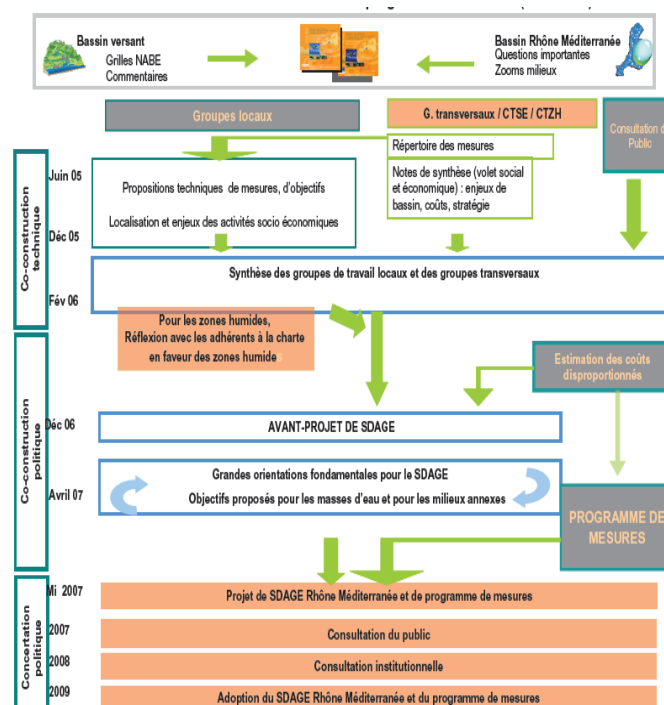 Bassin versant
Grilles NABE
Commentaires
Bassin Rhône Méditerranée
Questions importantes
Zooms milieux
Groupes locaux
G. transversaux / CTSE / CTZH
Consultation d
Public
Répertoire des mesures
Co-construction
technique
Juin 05
Déc 05
Fév 06
Propositions techniques de mesures, d'objectifs
Localisation et enjeux des activités socio économiques
Notes de synthèse (volet social
et économique) : enjeux de
bassin, coûts, stratégie
Synthèse des groupes de travail locaux et des groupes transversaux
Pour les zones humides,
Réflexion avec les adhérents à la charte
en faveur des zones humides
Estimation des coûts
disproportionnés
Co-construction
politique
Déc 06
AVANT-PROJET DE SDAGE
Avril 07
Grandes orientations fondamentales pour le SDAGE
Objectifs proposés pour les masses d'eau et pour les milieux annexes
PROGRAMME DE
MESURES
Concertation
politique
Mi 2007
Projet de SDAGE Rhône Méditerranée et de programme de mesures
2007
Consultation du public
2008
Consultation institutionnelle
2009
Adoption du SDAGE Rhône Méditerranée et du programme de mesures